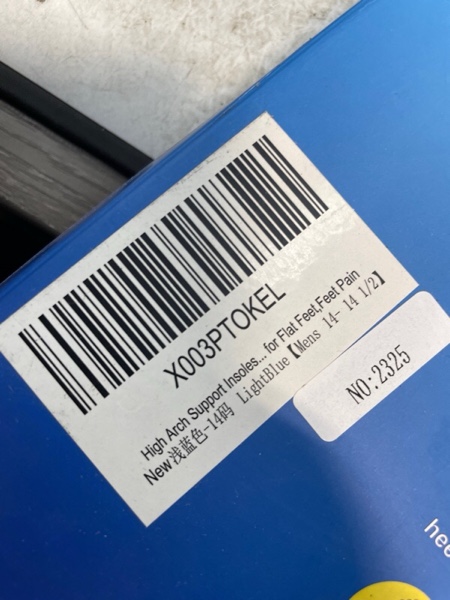 X003PTOKEL
High Arch Support Insoles... for Flat Feet,Feet Pain
New浅蓝色-14码 LightBlue【Mens 14- 14 1/2】
NO:2325